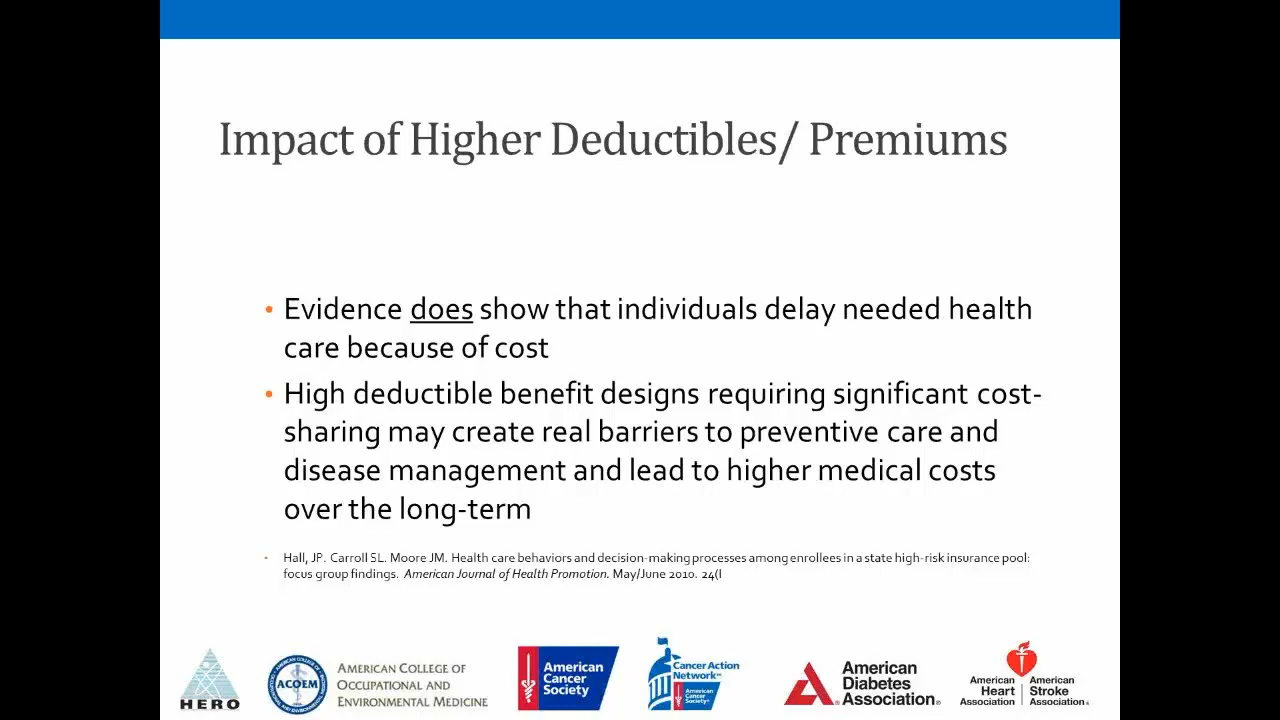 Impact of Higher Deductibles/ Premiums
• Evidence does show that individuals delay needed health
care because of cost
• High deductible benefit designs requiring significant cost-
sharing may create real barriers to preventive care and
disease management and lead to higher medical costs
over the long-term
• Hall, JP. Carroll SL. Moore JM. Health care behaviors and decision-making processes among enrollees in a state high-risk insurance pool:
focus group findings. American Journal of Health Promotion. May/June 2010. 24(I
HERO
ACOEM
American College of
Occupational and
Environmental Medicine
American
Cancer
Society
Cancer Action
Network℠
American
Cancer
Society®
American
Diabetes
Association®
American
Heart
Association®
American
Stroke
Association®